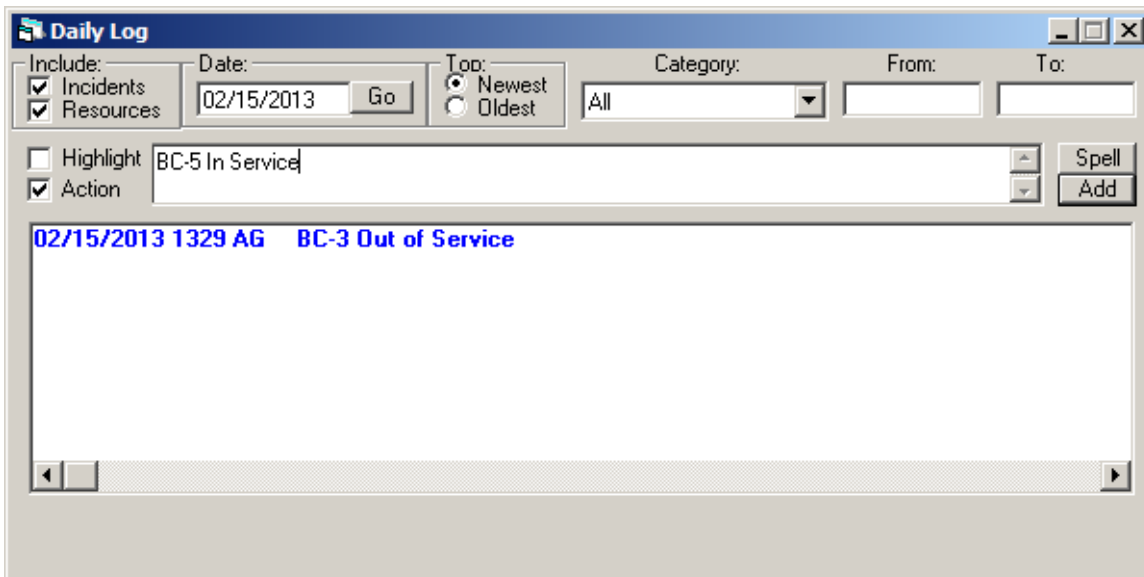 Daily Log
Include: Date: Top: Category: From: To:
Incidents 02/15/2013 Go Newest All
Resources Oldest
Highlight BC-5 In Service Spell
Action Add
02/15/2013 1329 AG BC-3 Out of Service